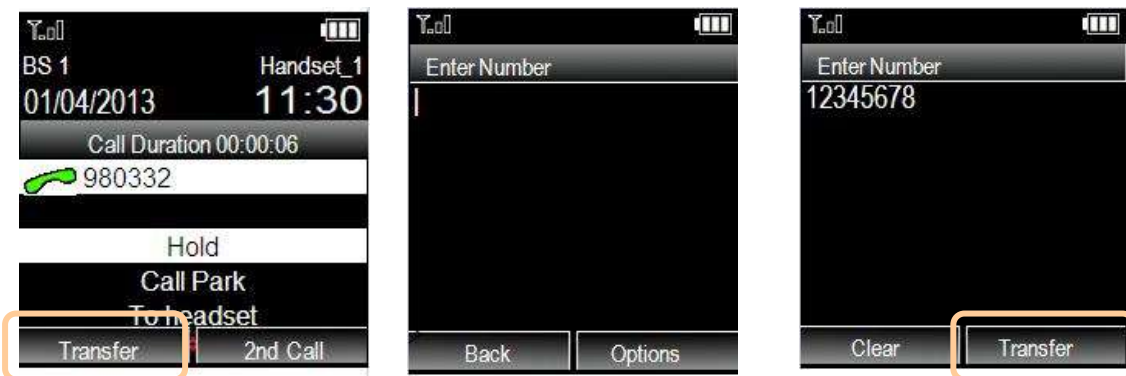 BS 1 Handset_1
01/04/2013 11:30
Call Duration 00:00:06
980332
Hold
Call Park
To headset
Transfer 2nd Call
Enter Number
Back Options
Enter Number
12345678
Clear Transfer